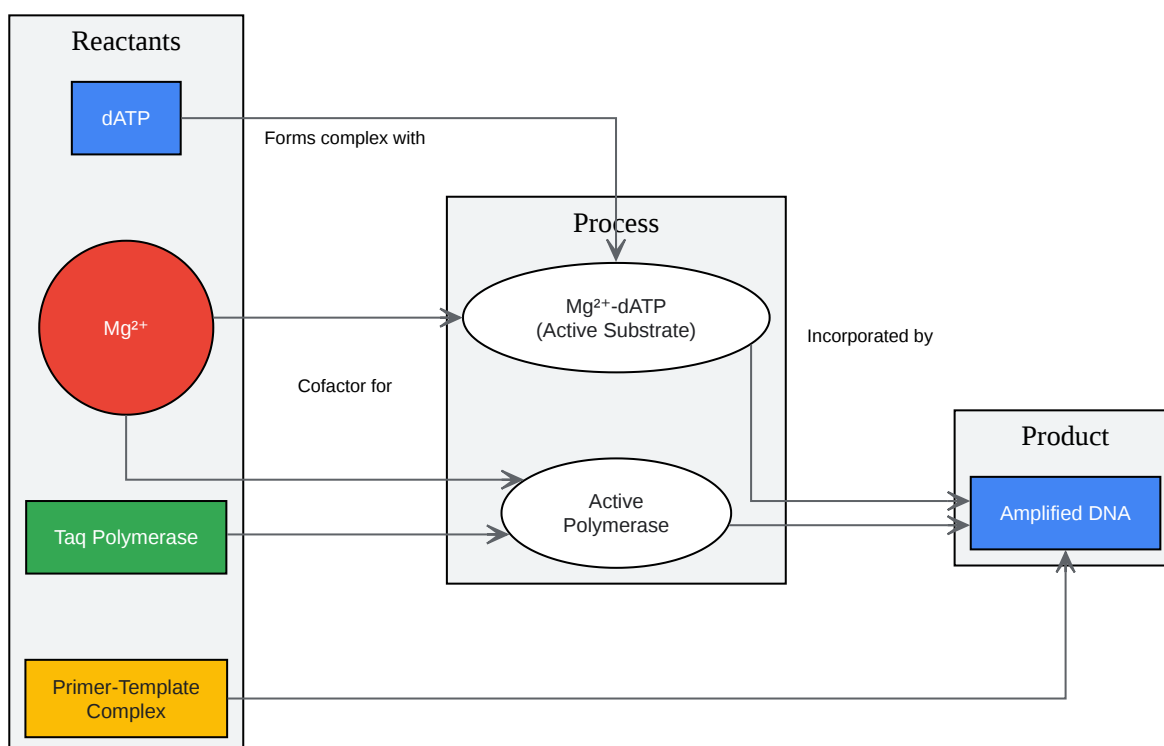 Reactants
dATP
Forms complex with
Process
Mg²⁺
Mg²⁺-dATP
(Active Substrate)
Incorporated by
Cofactor for
Product
Taq Polymerase
Active
Polymerase
Amplified DNA
Primer-Template
Complex